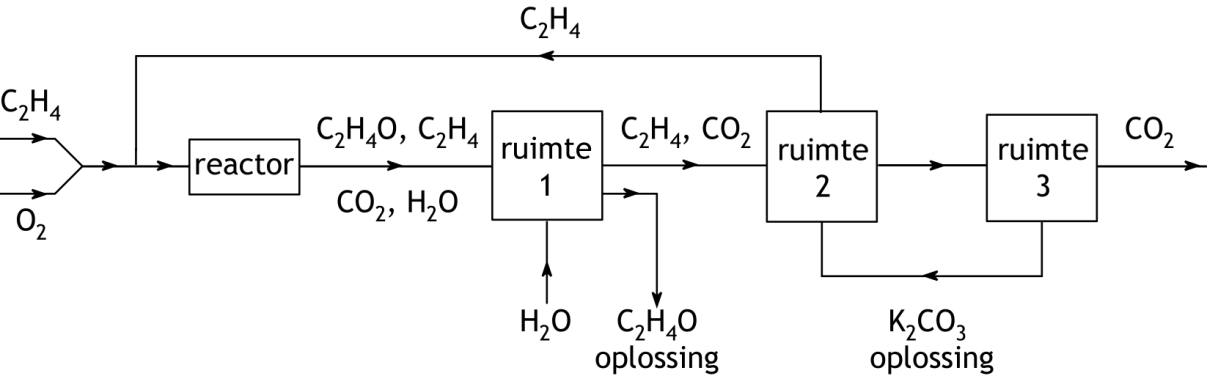 C₂H₄
C₂H₄
O₂
reactor
C₂H₄O, C₂H₄
CO₂, H₂O
ruimte
1
H₂O
C₂H₄O
oplossing
C₂H₄, CO₂
ruimte
2
K₂CO₃
oplossing
ruimte
3
CO₂